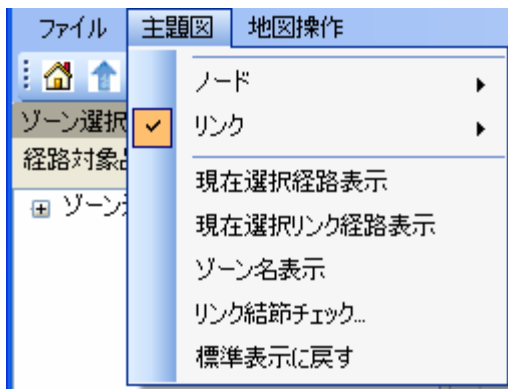 ファイル 主題図 地図操作
ノード
ゾーン選択
リンク
経路対象
現在選択経路表示
ゾーン
現在選択リンク経路表示
ゾーン名表示
リンク結節チェック...
標準表示に戻す